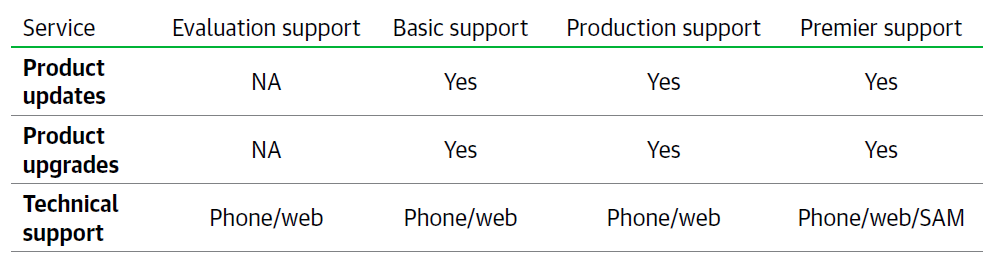 Service Evaluation support Basic support Production support Premier support
Product
updates NA Yes Yes Yes
Product
upgrades NA Yes Yes Yes
Technical
support Phone/web Phone/web Phone/web Phone/web/SAM